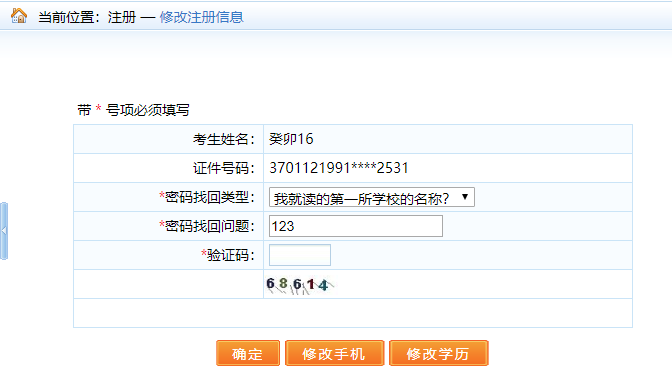 当前位置：注册 — 修改注册信息
带 * 号项必须填写
考生姓名： 癸卯16
证件号码： 3701121991****2531
*密码找回类型： 我就读的第一所学校的名称？
*密码找回问题： 123
*验证码：
68614
确定 修改手机 修改学历